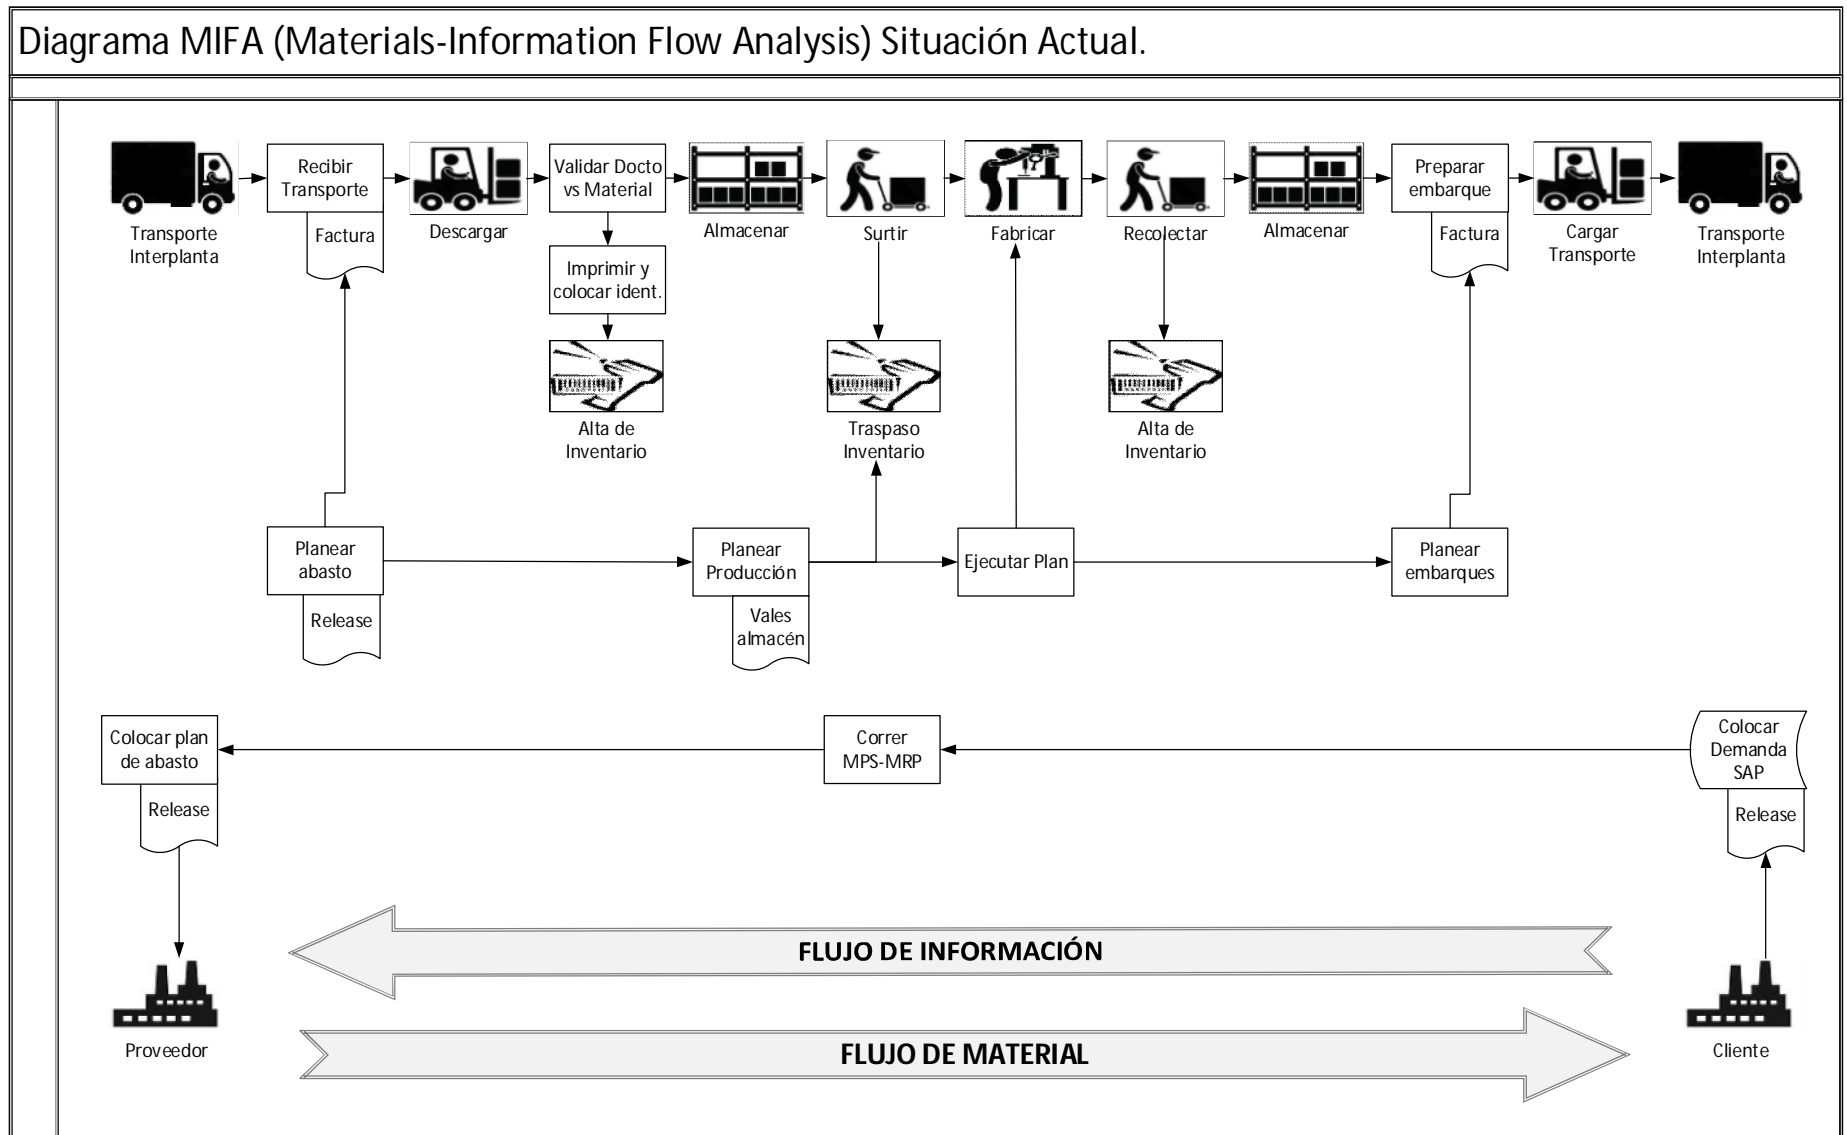 Diagrama MIFA (Materials-Information Flow Analysis) Situación Actual.
Recibir
Transporte
Validar Docto
vs Material
Preparar
embarque
Transporte
Interplanta
Factura
Descargar
Almacenar
Surtir
Fabricar
Recolectar
Almacenar
Factura
Cargar
Transporte
Transporte
Interplanta
Imprimir y
colocar ident.
Alta de
Inventario
Traspaso
Inventario
Alta de
Inventario
Planear
abasto
Release
Planear
Producción
Vales
almacén
Ejecutar Plan
Planear
embarques
Colocar plan
de abasto
Release
Correr
MPS-MRP
Colocar
Demanda
SAP
Release
FLUJO DE INFORMACIÓN
Proveedor
FLUJO DE MATERIAL
Cliente